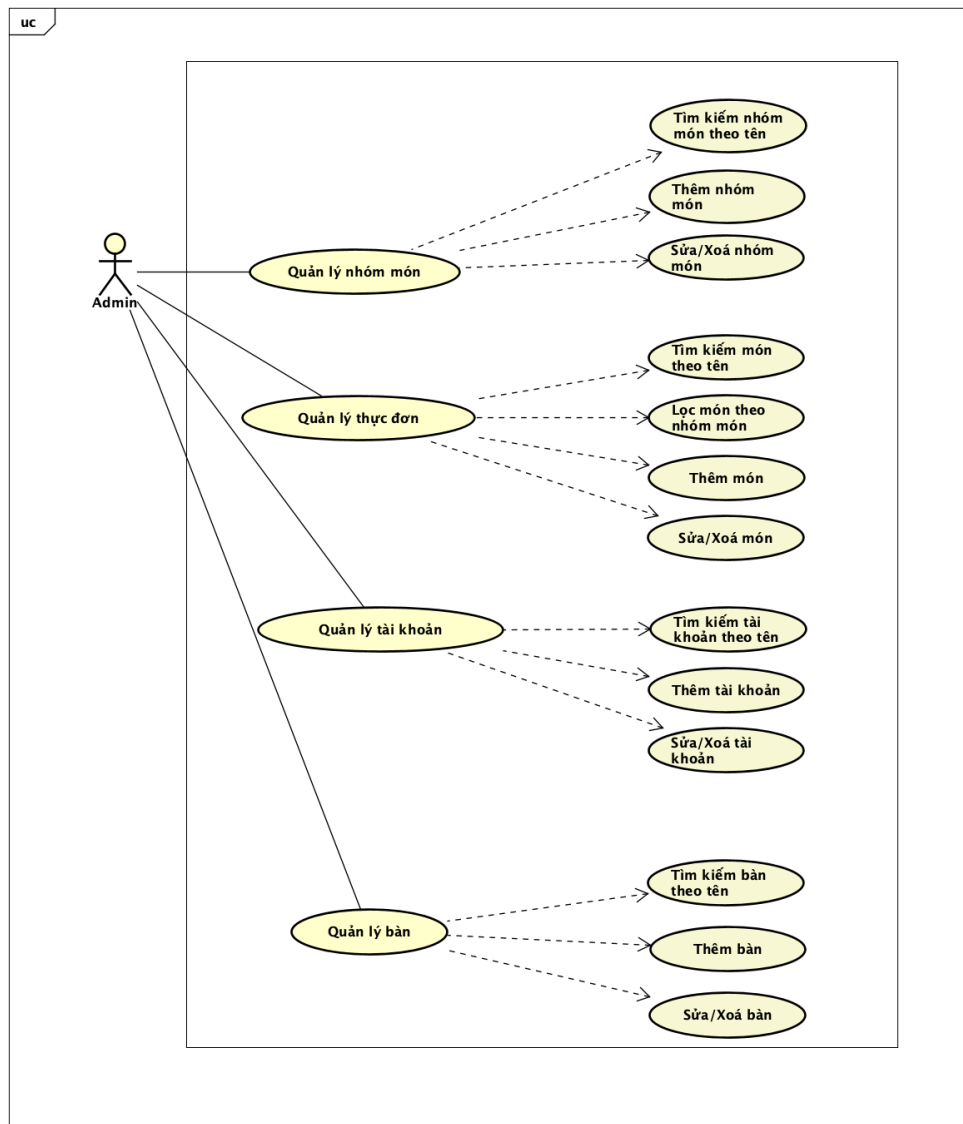 uc
Tìm kiếm nhóm
món theo tên
Thêm nhóm
món
Sửa/Xoá nhóm
món
Quản lý nhóm món
Admin
Tìm kiếm món
theo tên
Lọc món theo
nhóm món
Quản lý thực đơn
Thêm món
Sửa/Xoá món
Tìm kiếm tài
khoản theo tên
Quản lý tài khoản
Thêm tài khoản
Sửa/Xoá tài
khoản
Tìm kiếm bàn
theo tên
Quản lý bàn
Thêm bàn
Sửa/Xoá bàn